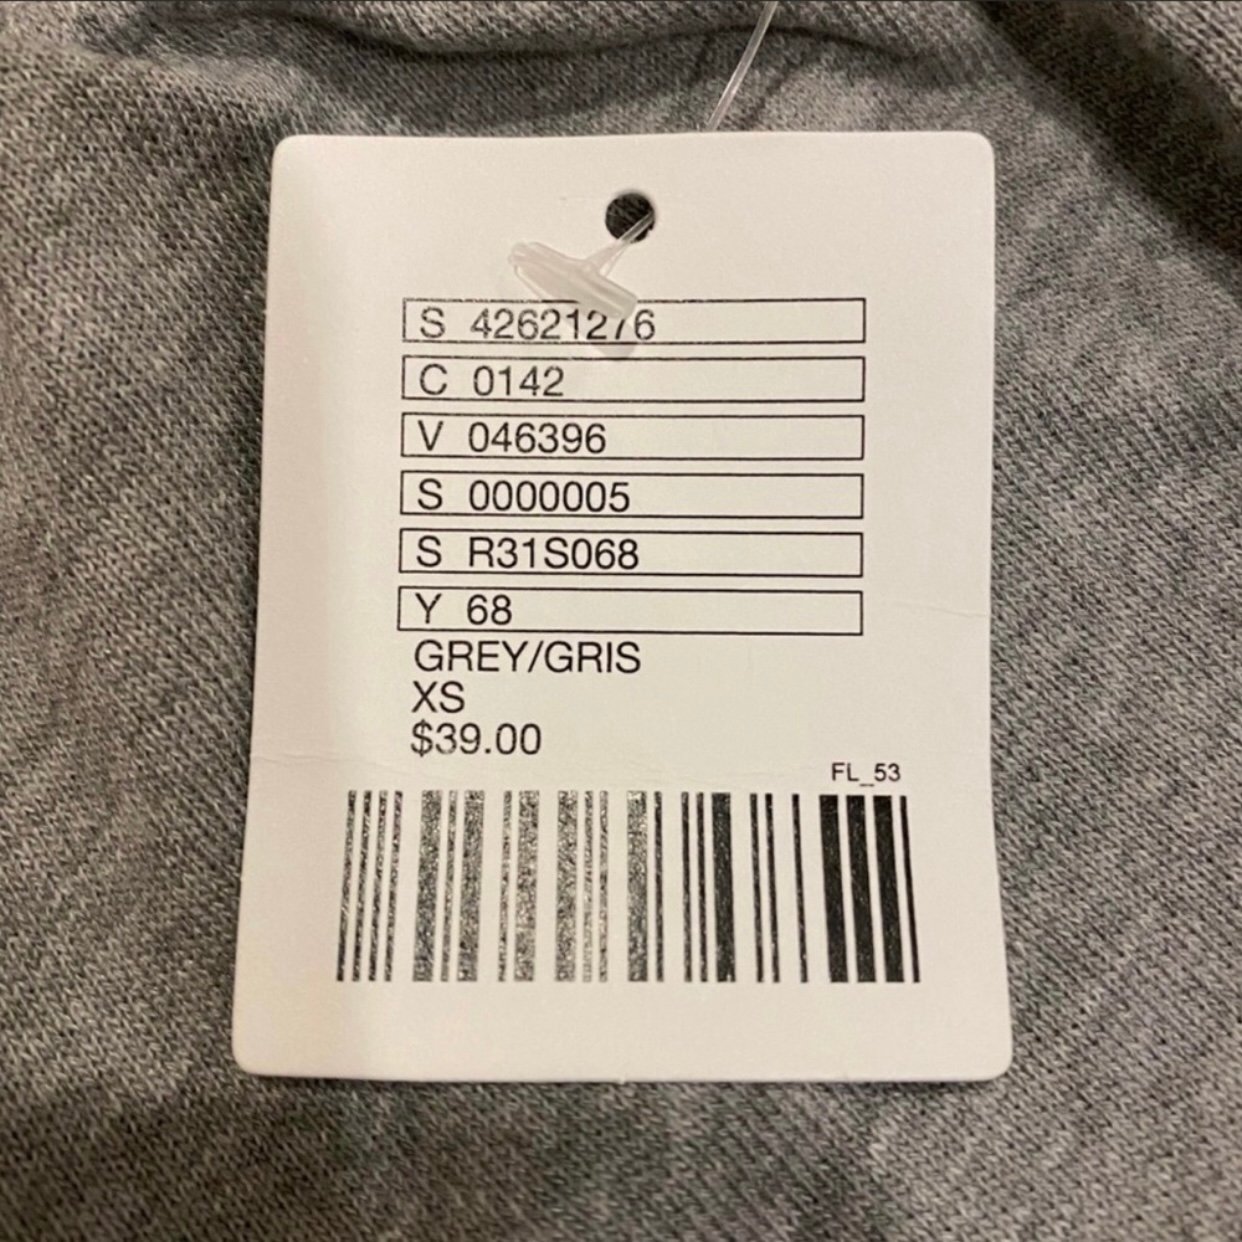 S 42621276
C 0142
V 046396
S 0000005
S R31S068
Y 68
GREY/GRIS
XS
$39.00
FL_53